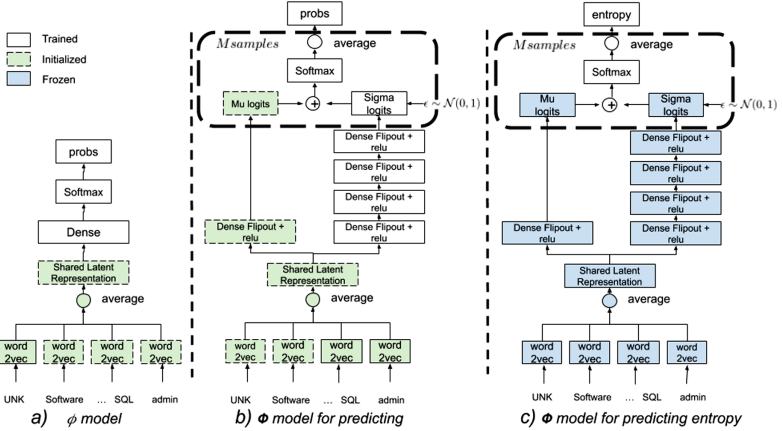 Trained
Initialized
Frozen
probs
Softmax
Dense
Shared Latent
Representation
average
word
2vec
word
2vec
word
2vec
word
2vec
UNK
Software
... SQL
admin
a) ϕ model
probs
Msamples
average
Softmax
Mu logits
+
Sigma
logits
ϵ ∼ N(0, 1)
Dense Flipout +
relu
Dense Flipout +
relu
Dense Flipout +
relu
Dense Flipout +
relu
Dense Flipout +
relu
Shared Latent
Representation
average
word
2vec
word
2vec
word
2vec
word
2vec
UNK
Software
... SQL
admin
b) Φ model for predicting
entropy
Msamples
average
Softmax
Mu
logits
+
Sigma
logits
ϵ ∼ N(0, 1)
Dense Flipout +
relu
Dense Flipout +
relu
Dense Flipout +
relu
Dense Flipout +
relu
Dense Flipout +
relu
Shared Latent
Representation
average
word
2vec
word
2vec
word
2vec
word
2vec
UNK
Software
... SQL
admin
c) Φ model for predicting entropy